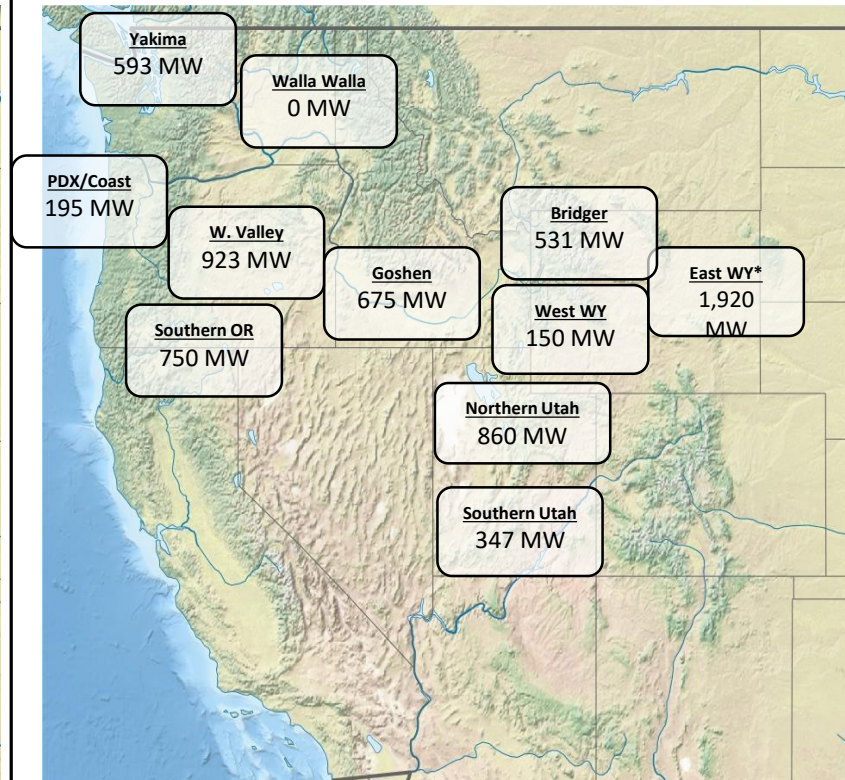 Yakima
593 MW
Walla Walla
0 MW
PDX/Coast
195 MW
W. Valley
923 MW
Bridger
531 MW
Goshen
675 MW
East WY*
1,920
MW
West WY
150 MW
Southern OR
750 MW
Northern Utah
860 MW
Southern Utah
347 MW